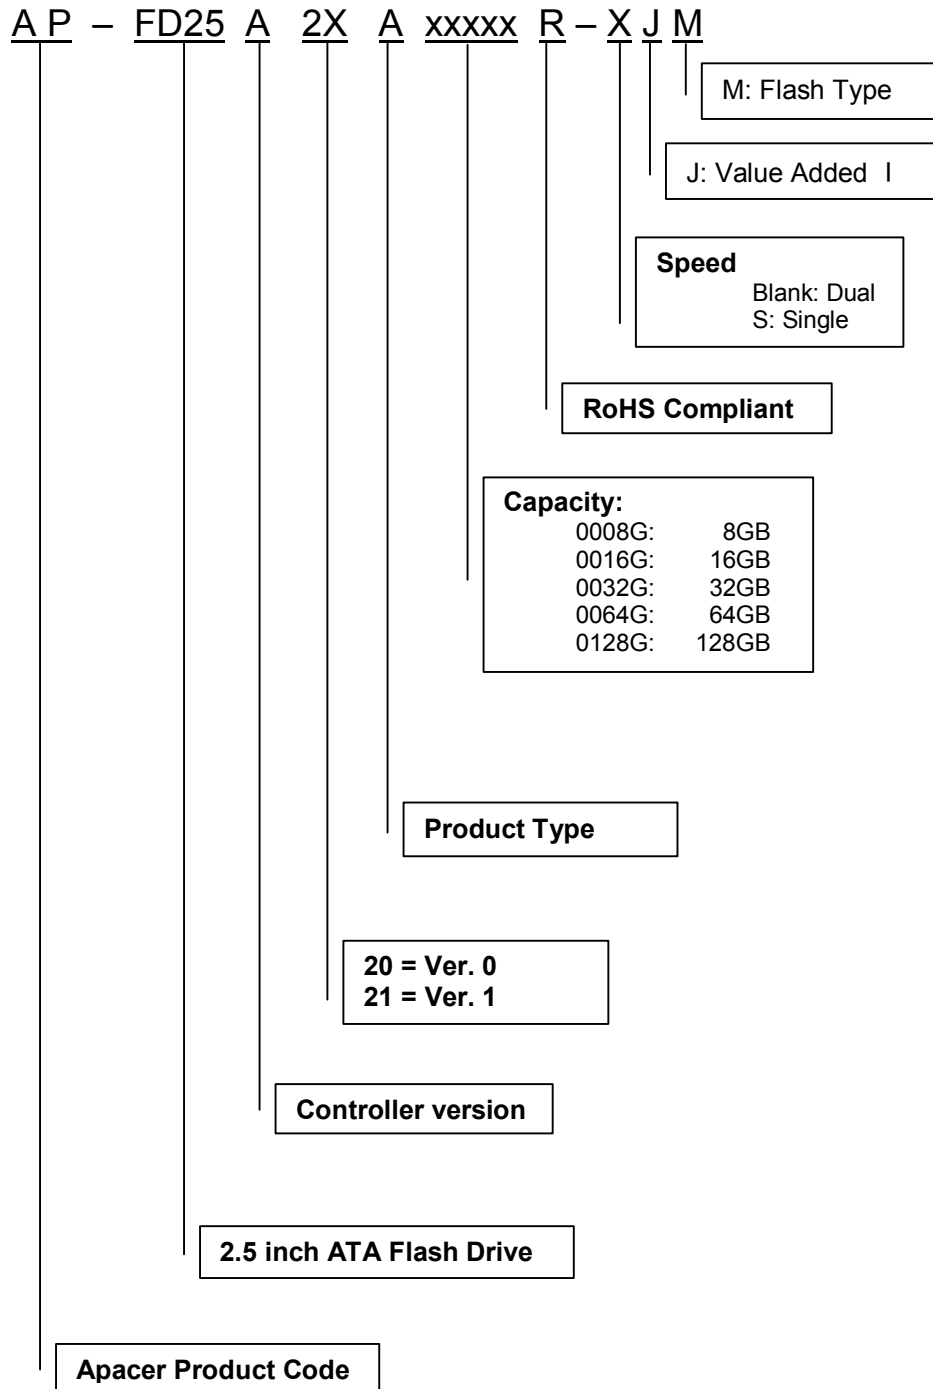 A P – FD25 A 2X A xxxxx R – X J M
M: Flash Type
J: Value Added I
Speed
Blank: Dual
S: Single
RoHS Compliant
Capacity:
0008G: 8GB
0016G: 16GB
0032G: 32GB
0064G: 64GB
0128G: 128GB
Product Type
20 = Ver. 0
21 = Ver. 1
Controller version
2.5 inch ATA Flash Drive
Apacer Product Code